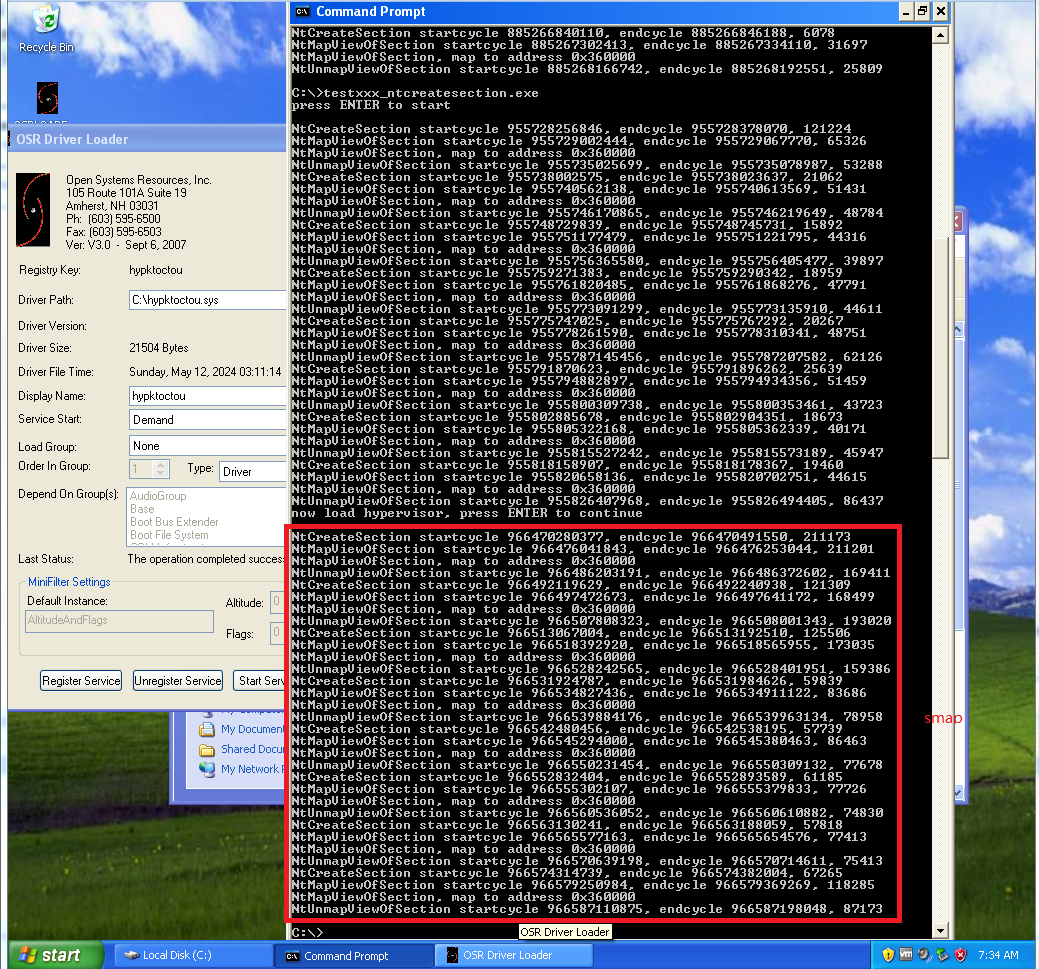 Recycle Bin
OSR Driver Loader
Open Systems Resources, Inc.
105 Route 101A Suite 19
Amherst, NH 03031
Ph: (603) 595-6500
Fax: (603) 595-6503
Ver: V3.0 - Sept 6, 2007
Registry Key: hypktoctou
Driver Path: C:\hypktoctou.sys
Driver Version:
Driver Size: 21504 Bytes
Driver File Time: Sunday, May 12, 2024 03:11:14
Display Name: hypktoctou
Service Start: Demand
Load Group: None
Order In Group: 1 Type: Driver
Depend On Group(s): AudioGroup
Base
Boot Bus Extender
Boot File System
Last Status: The operation completed succes
MiniFilter Settings
Default Instance: Altitude: 0
AltitudeAndFlags
Flags: 0
Register Service Unregister Service Start Serv
My Document
Shared Docu
My Network
Command Prompt
NtCreateSection startcycle 885266840110, endcycle 885266846188, 6078
NtMapViewOfSection startcycle 885267302413, endcycle 885267334110, 31697
NtMapViewOfSection, map to address 0x360000
NtUnmapViewOfSection startcycle 885268166742, endcycle 885268192551, 25809
C:\>testxxx_ntcreatesection.exe
press ENTER to start
NtCreateSection startcycle 955728256846, endcycle 955728378070, 121224
NtMapViewOfSection startcycle 955729002444, endcycle 955729067770, 65326
NtMapViewOfSection, map to address 0x360000
NtUnmapViewOfSection startcycle 955735025699, endcycle 955735078987, 53288
NtCreateSection startcycle 955738002575, endcycle 955738023637, 21062
NtMapViewOfSection startcycle 955740562138, endcycle 955740613569, 51431
NtMapViewOfSection, map to address 0x360000
NtUnmapViewOfSection startcycle 955746170865, endcycle 955746219649, 48784
NtCreateSection startcycle 955748729839, endcycle 955748745731, 15892
NtMapViewOfSection startcycle 955751177479, endcycle 955751221795, 44316
NtMapViewOfSection, map to address 0x360000
NtUnmapViewOfSection startcycle 955756365580, endcycle 955756405477, 39897
NtCreateSection startcycle 955759271383, endcycle 955759290342, 18959
NtMapViewOfSection startcycle 955761820485, endcycle 955761868276, 47791
NtMapViewOfSection, map to address 0x360000
NtUnmapViewOfSection startcycle 955773091299, endcycle 955773135910, 44611
NtCreateSection startcycle 955775747025, endcycle 955775767292, 20267
NtMapViewOfSection startcycle 955778261590, endcycle 955778310341, 48751
NtMapViewOfSection, map to address 0x360000
NtUnmapViewOfSection startcycle 955787145456, endcycle 955787207582, 62126
NtCreateSection startcycle 955791870623, endcycle 955791896262, 25639
NtMapViewOfSection startcycle 955794882897, endcycle 955794934356, 51459
NtMapViewOfSection, map to address 0x360000
NtUnmapViewOfSection startcycle 955800309738, endcycle 955800353461, 43723
NtCreateSection startcycle 955802885678, endcycle 955802904351, 18673
NtMapViewOfSection startcycle 955805322168, endcycle 955805362339, 40171
NtMapViewOfSection, map to address 0x360000
NtUnmapViewOfSection startcycle 955815527242, endcycle 955815573189, 45947
NtCreateSection startcycle 955818158907, endcycle 955818178367, 19460
NtMapViewOfSection startcycle 955820658136, endcycle 955820702751, 44615
NtMapViewOfSection, map to address 0x360000
NtUnmapViewOfSection startcycle 955826407968, endcycle 955826494405, 86437
now load hypervisor, press ENTER to continue
NtCreateSection startcycle 966470280377, endcycle 966470491550, 211173
NtMapViewOfSection startcycle 966476041843, endcycle 966476253044, 211201
NtMapViewOfSection, map to address 0x360000
NtUnmapViewOfSection startcycle 966486203191, endcycle 966486372602, 169411
NtCreateSection startcycle 966492119629, endcycle 966492240938, 121309
NtMapViewOfSection startcycle 966497472673, endcycle 966497641172, 168499
NtMapViewOfSection, map to address 0x360000
NtUnmapViewOfSection startcycle 966507808323, endcycle 966508001343, 193020
NtCreateSection startcycle 966513067004, endcycle 966513192510, 125506
NtMapViewOfSection startcycle 966518392920, endcycle 966518565955, 173035
NtMapViewOfSection, map to address 0x360000
NtUnmapViewOfSection startcycle 966528242565, endcycle 966528401951, 159386
NtCreateSection startcycle 966531924787, endcycle 966531984626, 59839
NtMapViewOfSection startcycle 966534827436, endcycle 966534911122, 83686
NtMapViewOfSection, map to address 0x360000
NtUnmapViewOfSection startcycle 966539884176, endcycle 966539963134, 78958
NtCreateSection startcycle 966542480456, endcycle 966542538195, 57739
NtMapViewOfSection startcycle 966545294000, endcycle 966545380463, 86463
NtMapViewOfSection, map to address 0x360000
NtUnmapViewOfSection startcycle 966550231454, endcycle 966550309132, 77678
NtCreateSection startcycle 966552832404, endcycle 966552893589, 61185
NtMapViewOfSection startcycle 966555302107, endcycle 966555379833, 77726
NtMapViewOfSection, map to address 0x360000
NtUnmapViewOfSection startcycle 966560536052, endcycle 966560610882, 74830
NtCreateSection startcycle 966563130241, endcycle 966563188059, 57818
NtMapViewOfSection startcycle 966565577163, endcycle 966565654576, 77413
NtMapViewOfSection, map to address 0x360000
NtUnmapViewOfSection startcycle 966570639198, endcycle 966570714611, 75413
NtCreateSection startcycle 966574314739, endcycle 966574382004, 67265
NtMapViewOfSection startcycle 966579250984, endcycle 966579369269, 118285
NtMapViewOfSection, map to address 0x360000
NtUnmapViewOfSection startcycle 966587110875, endcycle 966587198048, 87173
C:\>
smap
OSR Driver Loader
start Local Disk (C:) Command Prompt OSR Driver Loader 7:34 AM